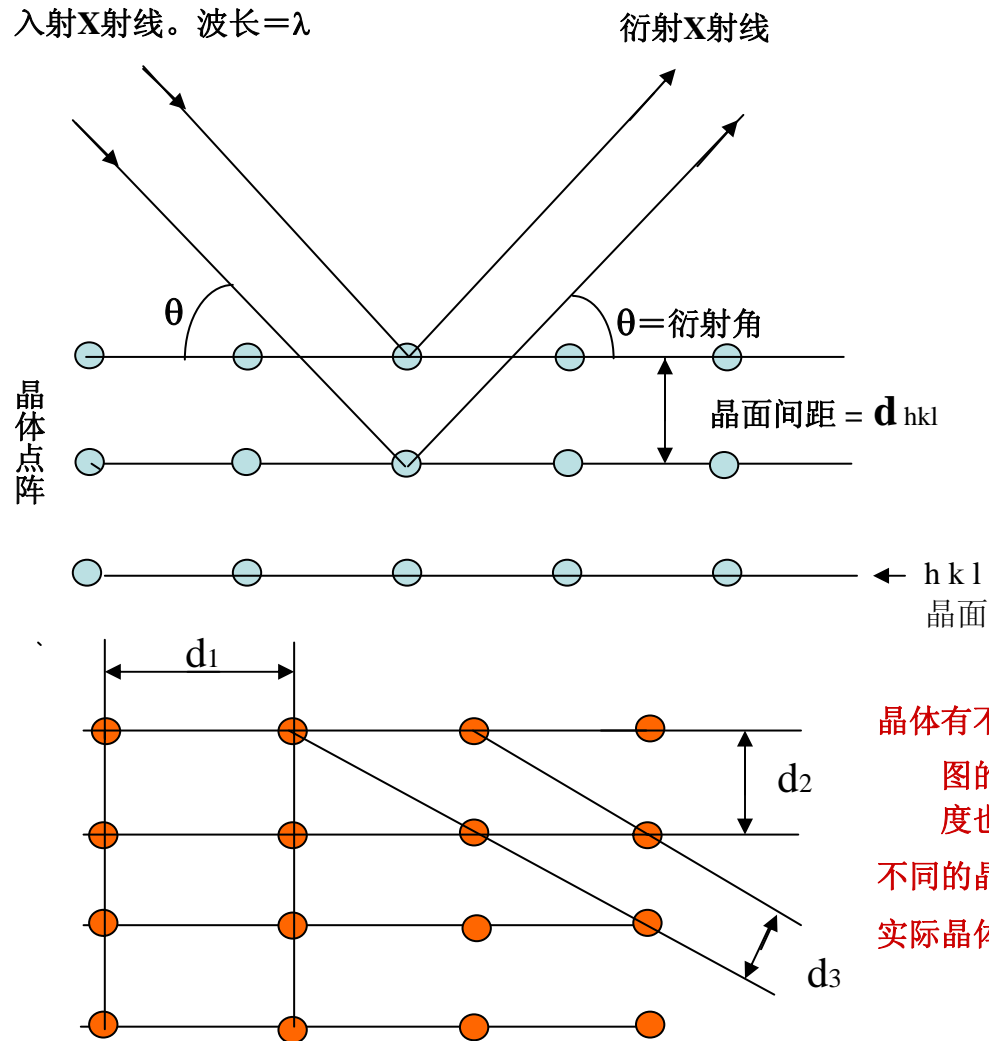 入射X射线。波长＝λ
衍射X射线
θ
θ＝衍射角
晶体点阵
晶面间距 = d hkl
h k l
晶面
、
d1
d2
d3
晶体有
图的
度也
不同的晶
实际晶体